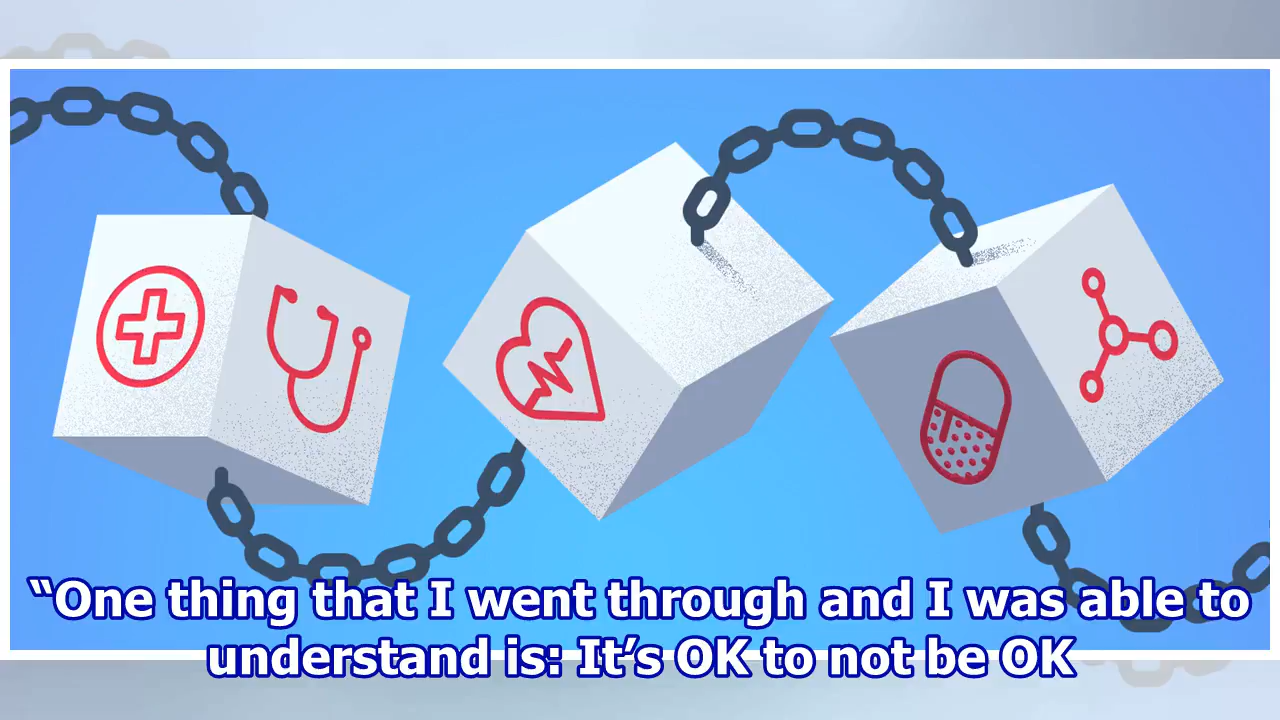 “One thing that I went through and I was able to
understand is: It’s OK to not be OK